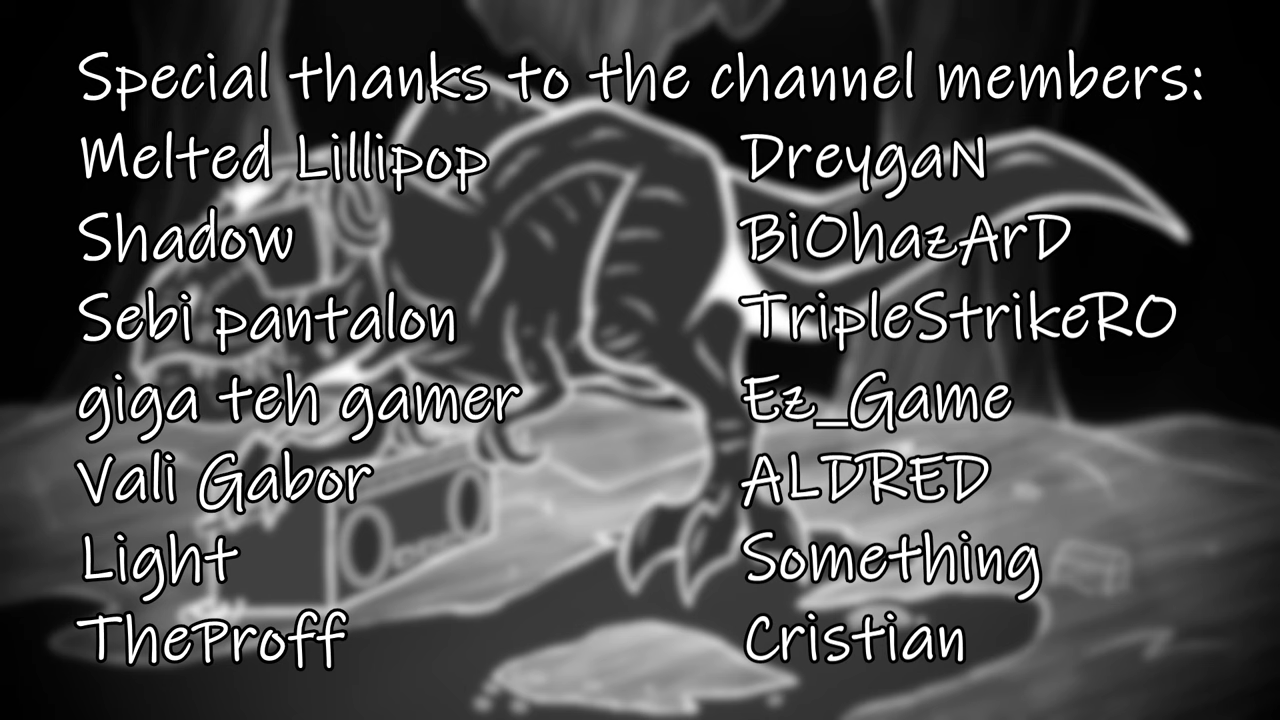 Special thanks to the channel members:
Melted Lillipop
Shadow
Sebi pantalon
giga teh gamer
Vali Gabor
Light
TheProff
DreygaN
BiOhazArD
TripleStrikeRO
Ez_Game
ALDRED
Something
Cristian